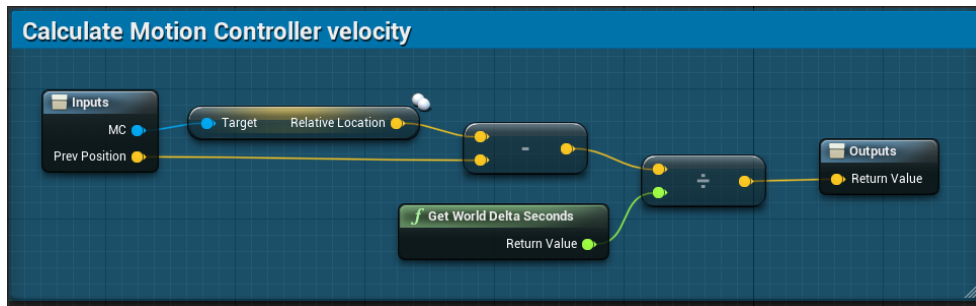 Calculate Motion Controller velocity
Inputs
MC
Prev Position
Target Relative Location
-
÷
f Get World Delta Seconds
Return Value
Outputs
Return Value